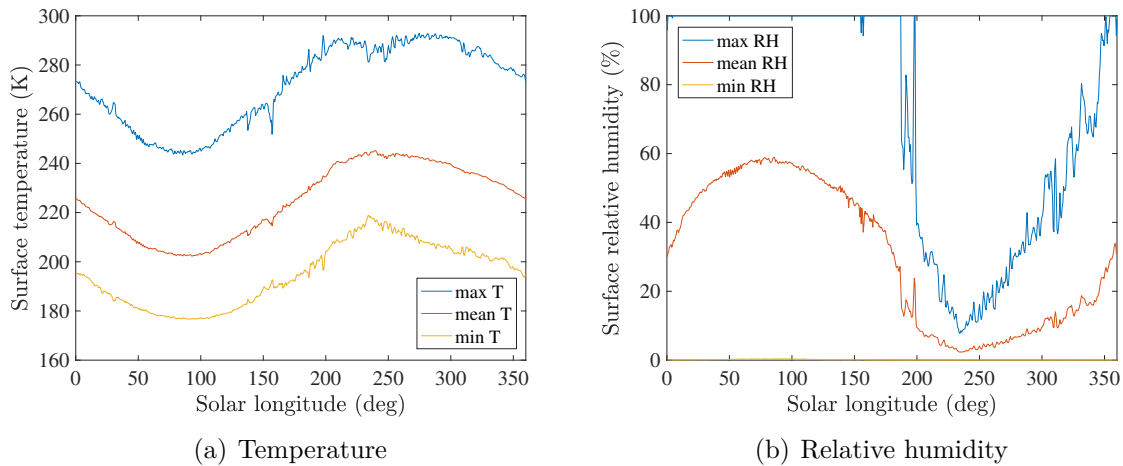 300
280
260
240
220
200
180
160
Surface temperature (K)
max T
mean T
min T
0 50 100 150 200 250 300 350
Solar longitude (deg)
(a) Temperature
100
80
60
40
20
0
Surface relative humidity (%)
max RH
mean RH
min RH
0 50 100 150 200 250 300 350
Solar longitude (deg)
(b) Relative humidity